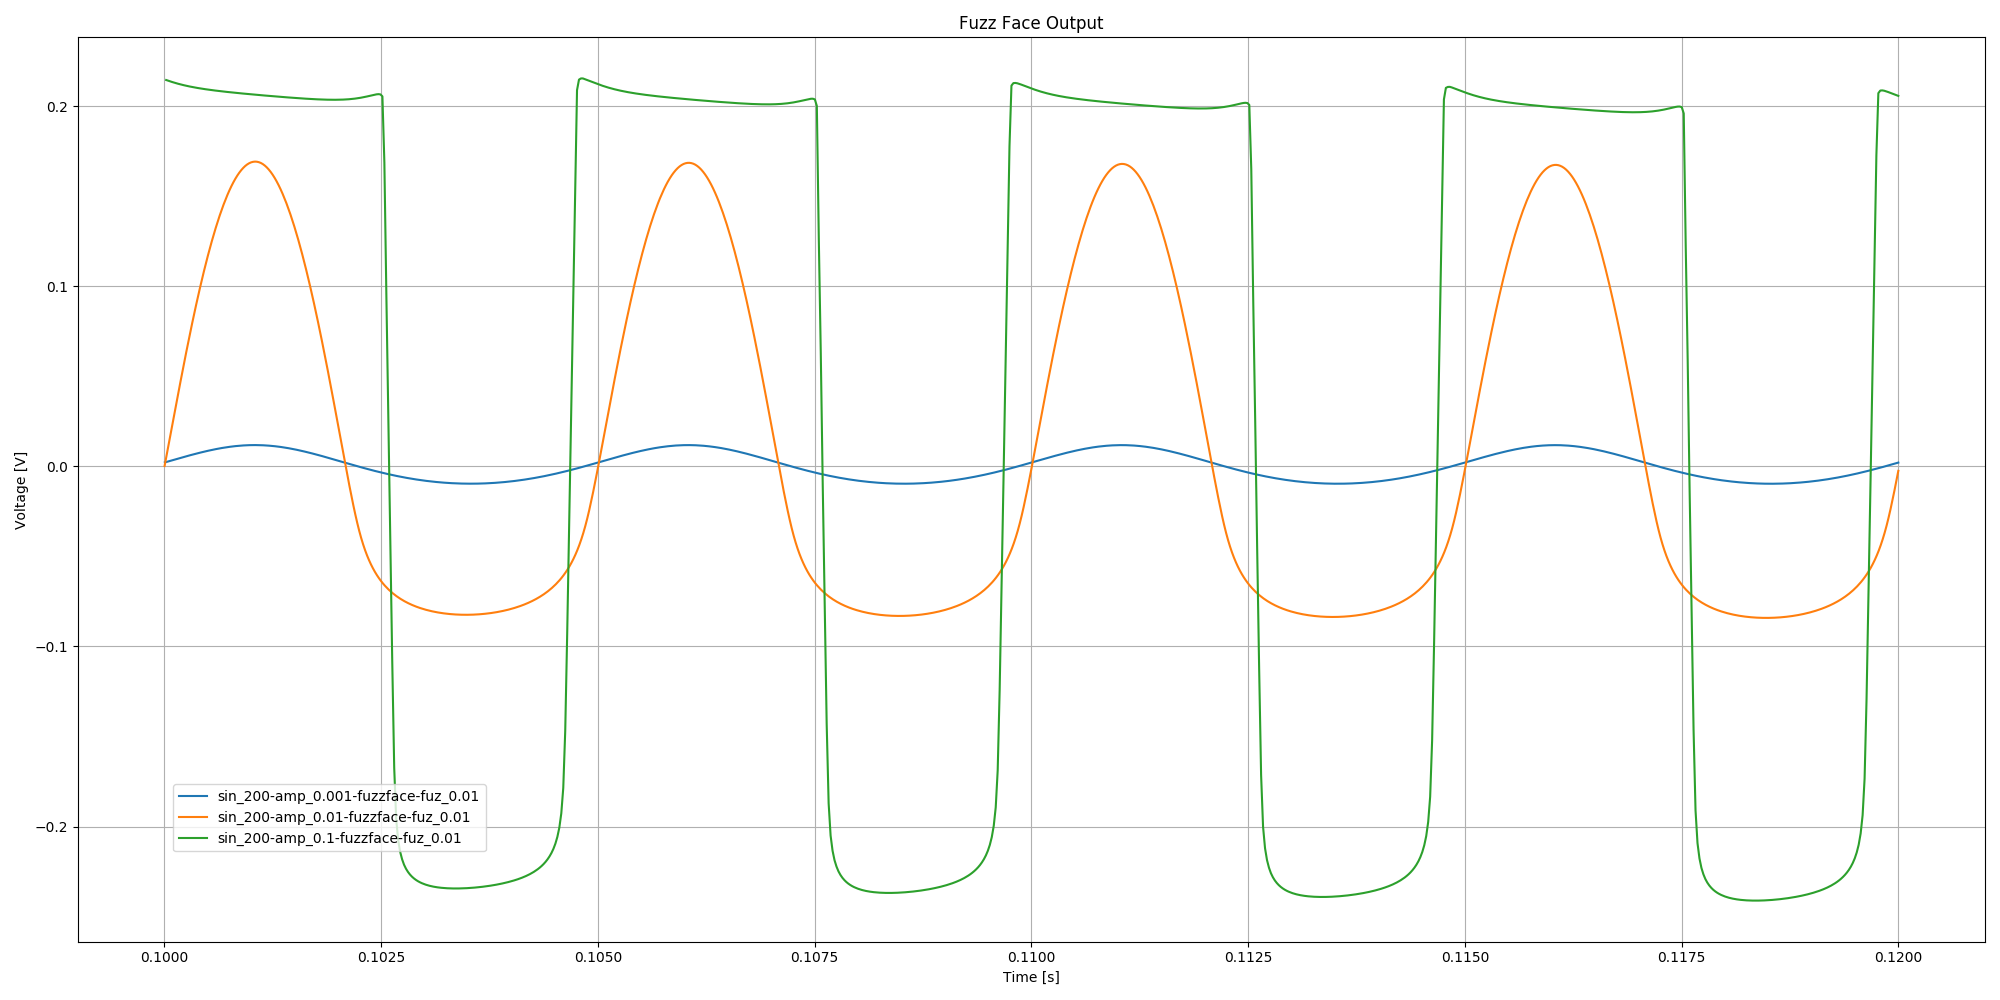 Fuzz Face Output
Voltage [V]
0.2
0.1
0.0
−0.1
−0.2
sin_200-amp_0.001-fuzzface-fuz_0.01
sin_200-amp_0.01-fuzzface-fuz_0.01
sin_200-amp_0.1-fuzzface-fuz_0.01
0.1000 0.1025 0.1050 0.1075 0.1100 0.1125 0.1150 0.1175 0.1200
Time [s]